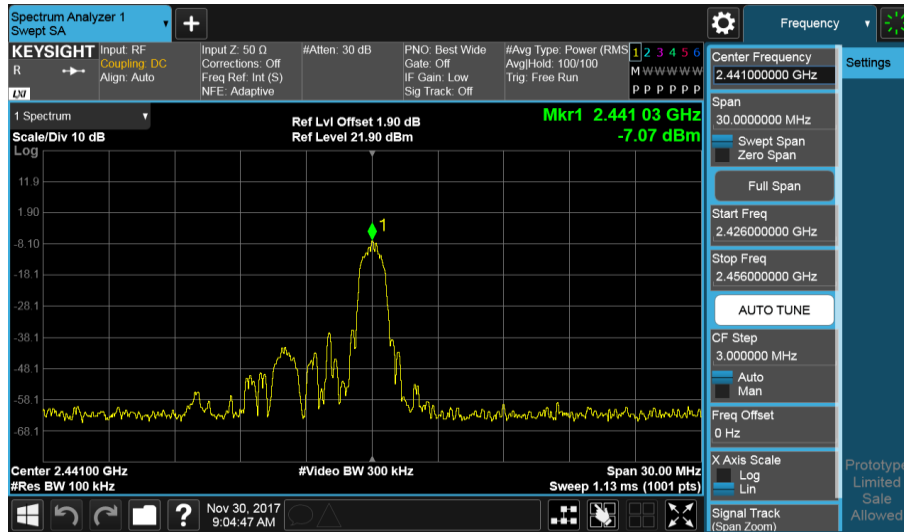 Spectrum Analyzer 1
Swept SA
+
Frequency
KEYSIGHT
R
LXI
Input: RF
Coupling: DC
Align: Auto
Input Z: 50 Ω
Corrections: Off
Freq Ref: Int (S)
NFE: Adaptive
#Atten: 30 dB
PNO: Best Wide
Gate: Off
IF Gain: Low
Sig Track: Off
#Avg Type: Power (RMS
Avg|Hold: 100/100
Trig: Free Run
1 2 3 4 5 6
M W W W W W
P P P P P P
1 Spectrum
Scale/Div 10 dB
Log
Ref Lvl Offset 1.90 dB
Ref Level 21.90 dBm
Mkr1 2.441 03 GHz
-7.07 dBm
11.9
1.90
-8.10
-18.1
-28.1
-38.1
-48.1
-58.1
-68.1
1
Center 2.44100 GHz
#Res BW 100 kHz
#Video BW 300 kHz
Span 30.00 MHz
Sweep 1.13 ms (1001 pts)
?
Nov 30, 2017
9:04:47 AM
Center Frequency
2.441000000 GHz
Span
30.0000000 MHz
Swept Span
Zero Span
Full Span
Start Freq
2.426000000 GHz
Stop Freq
2.456000000 GHz
AUTO TUNE
CF Step
3.000000 MHz
Auto
Man
Freq Offset
0 Hz
X Axis Scale
Log
Lin
Signal Track
(Span Zoom)
Settings
Prototype
Limited
Sale
Allowed